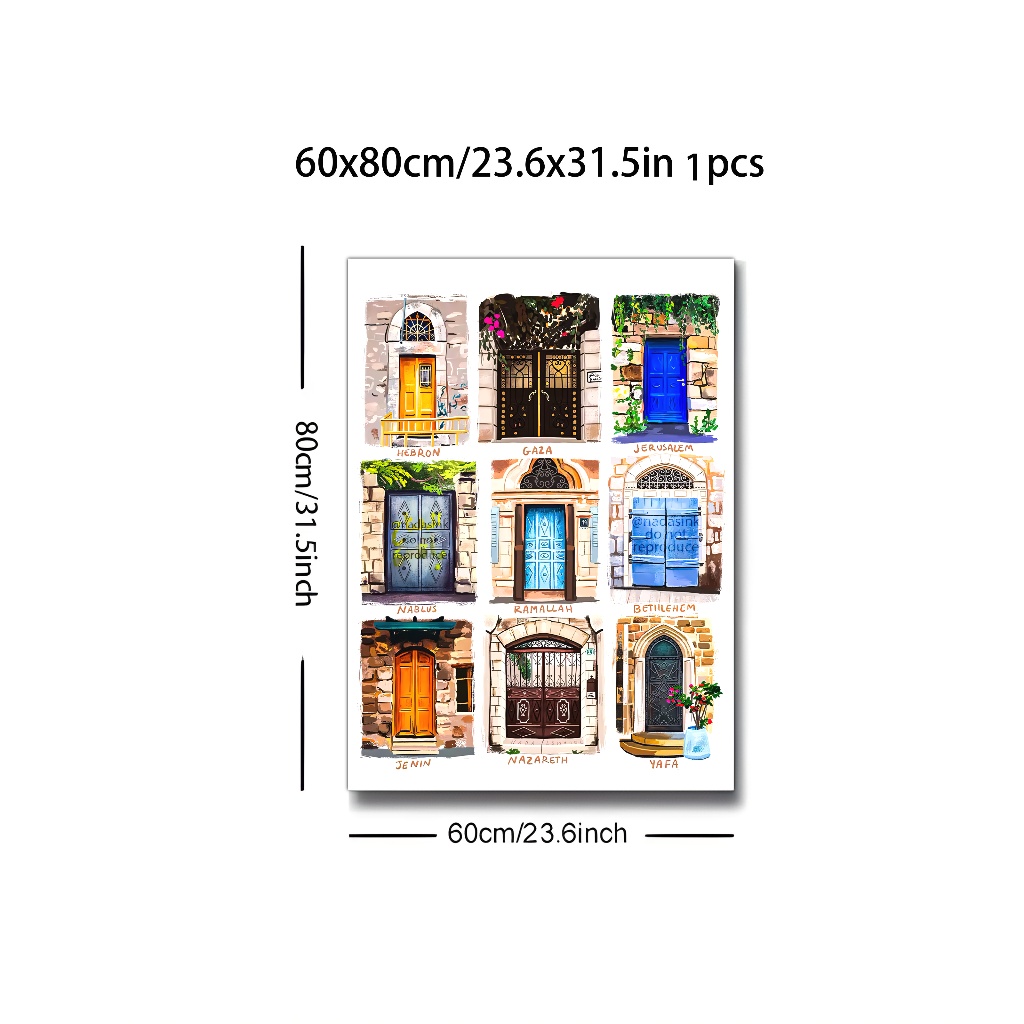 60x80cm/23.6x31.5in 1pcs
80cm/31.5inch
HEBRON
GAZA
JERUSALEM
@nadasink
do not
reproduce
@nadasink
do not
reproduce
NABLUS
RAMALLAH
BETHLEHEM
JENIN
NAZARETH
YAFA
60cm/23.6inch